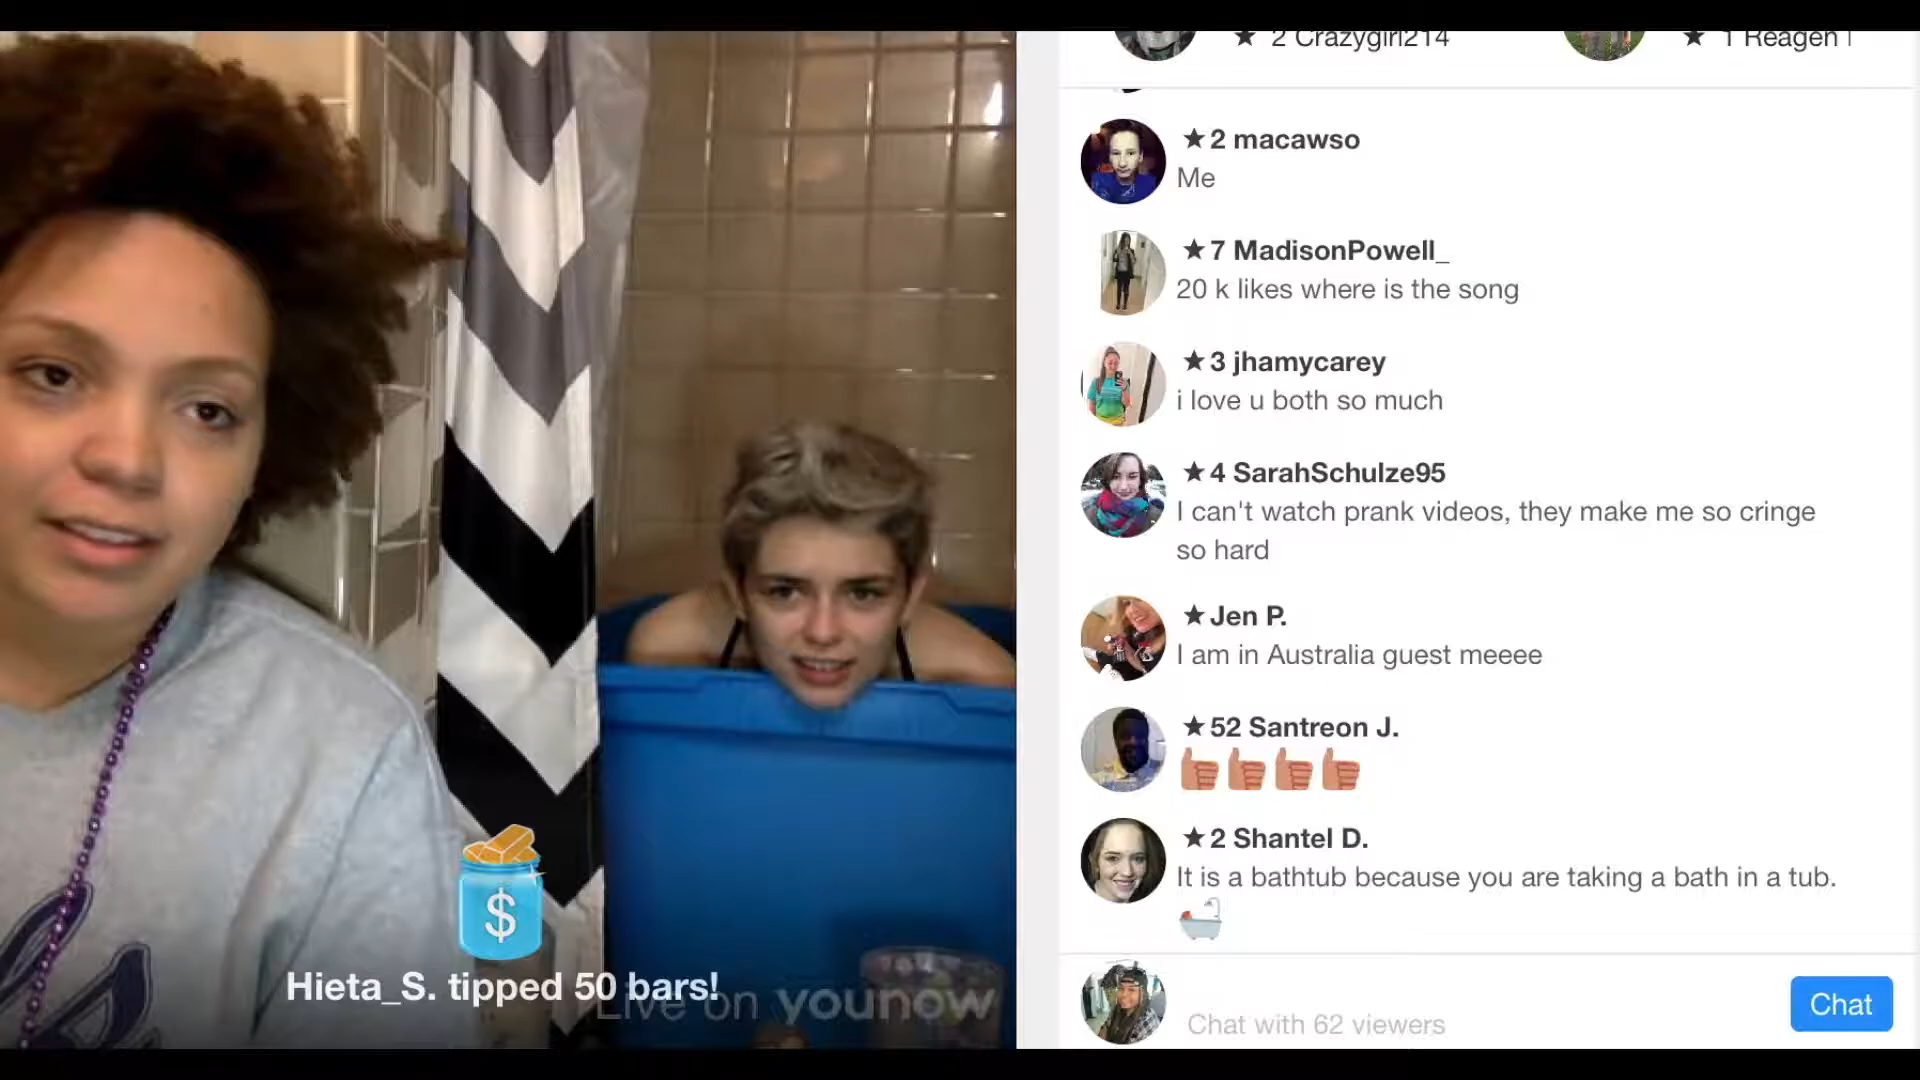 ★ 2 Crazygirl214
★ 1 Reagen
★ 2 macawso
Me
★ 7 MadisonPowell_
20 k likes where is the song
★ 3 jhamycarey
i love u both so much
★ 4 SarahSchulze95
I can't watch prank videos, they make me so cringe
so hard
★ Jen P.
I am in Australia guest meeee
★ 52 Santreon J.
👍👍👍👍
★ 2 Shantel D.
It is a bathtub because you are taking a bath in a tub.
🛀
$
Hieta_S. tipped 50 bars!
Live on younow
Chat with 62 viewers
Chat